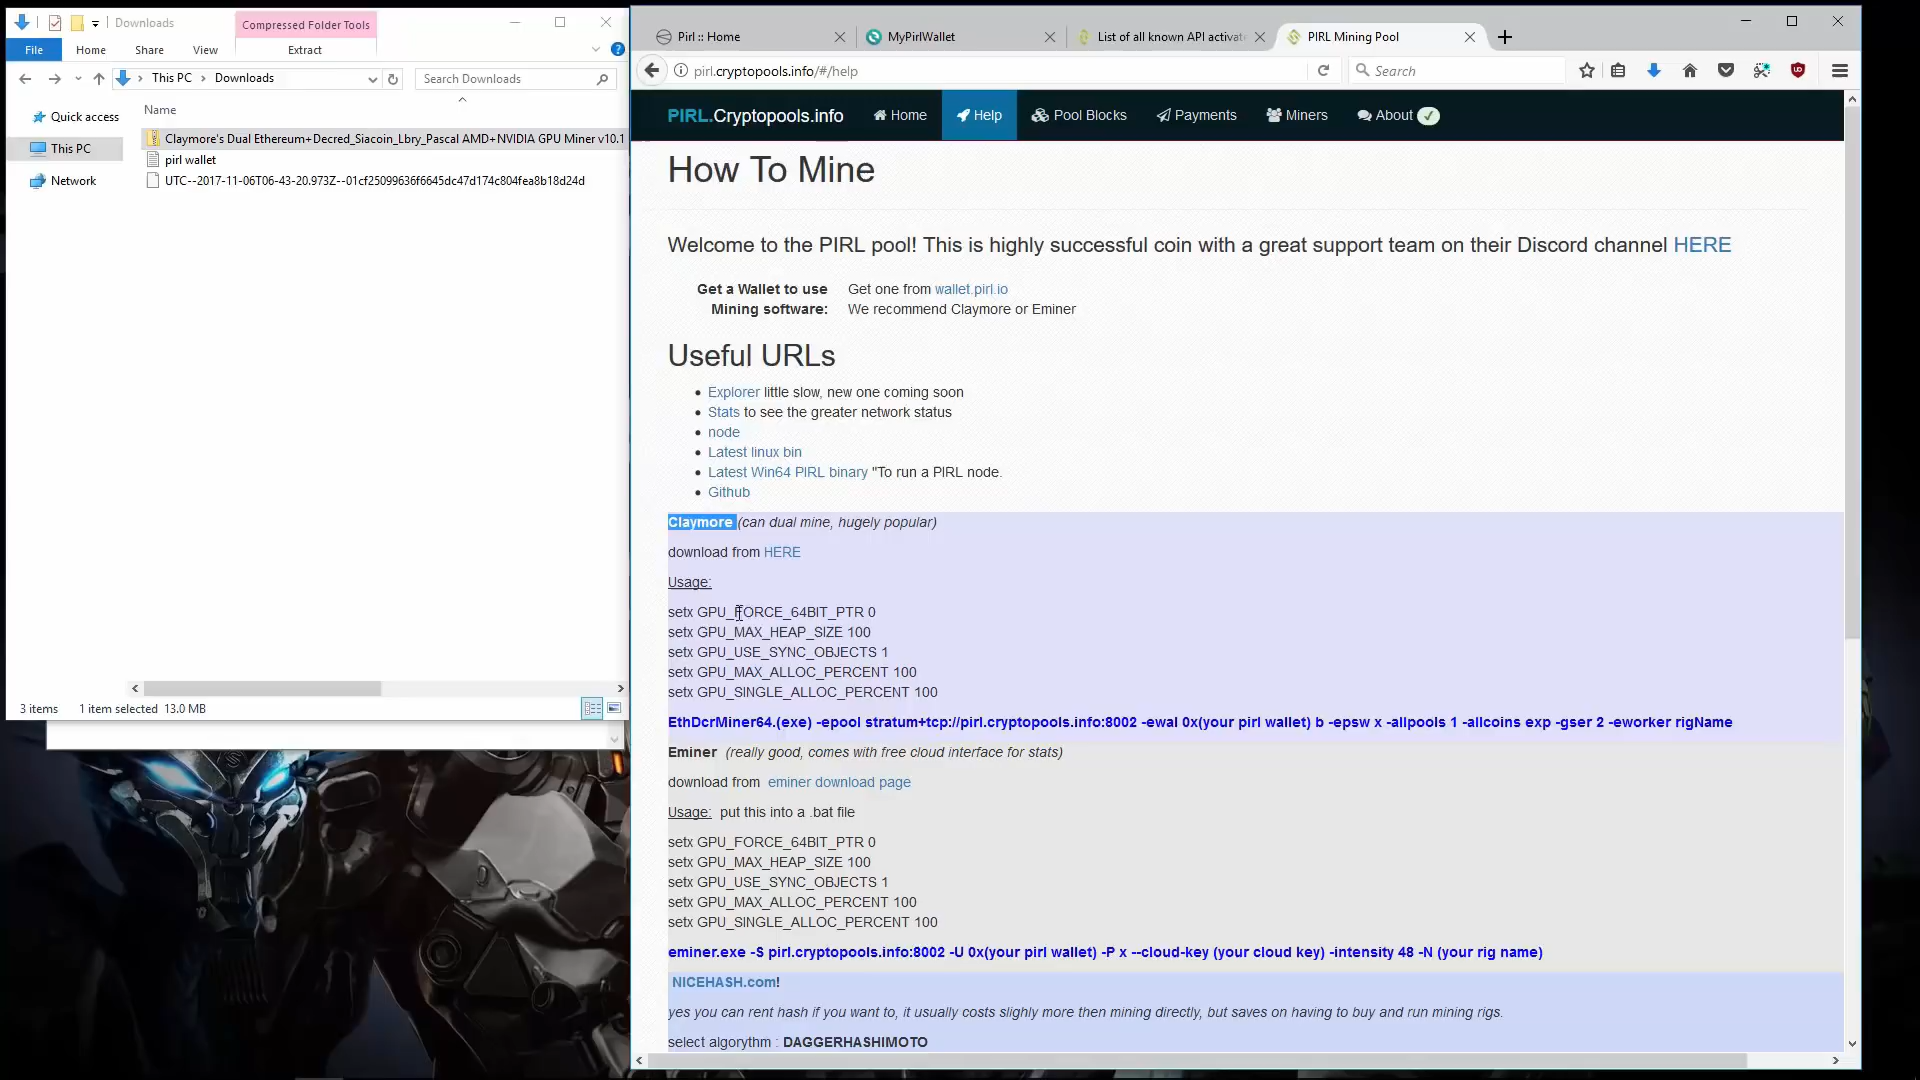 Downloads
Compressed Folder Tools
File
Home
Share
View
Extract
This PC
Downloads
Search Downloads
Name
Quick access
This PC
Network
Claymore's Dual Ethereum+Decred_Siacoin_Lbry_Pascal AMD+NVIDIA GPU Miner v10.1
pirl wallet
UTC--2017-11-06T06-43-20.973Z--01cf25099636f6645dc47d174c804fea8b18d24d
3 items
1 item selected 13.0 MB
Pirl :: Home
MyPirlWallet
List of all known API activate
PIRL Mining Pool
pirl.cryptopools.info/#/help
Search
PIRL.Cryptopools.info
Home
Help
Pool Blocks
Payments
Miners
About
How To Mine
Welcome to the PIRL pool! This is highly successful coin with a great support team on their Discord channel HERE
Get a Wallet to use Get one from wallet.pirl.io
Mining software: We recommend Claymore or Eminer
Useful URLs
• Explorer little slow, new one coming soon
• Stats to see the greater network status
• node
• Latest linux bin
• Latest Win64 PIRL binary "To run a PIRL node.
• Github
Claymore (can dual mine, hugely popular)
download from HERE
Usage:
setx GPU_FORCE_64BIT_PTR 0
setx GPU_MAX_HEAP_SIZE 100
setx GPU_USE_SYNC_OBJECTS 1
setx GPU_MAX_ALLOC_PERCENT 100
setx GPU_SINGLE_ALLOC_PERCENT 100
EthDcrMiner64.(exe) -epool stratum+tcp://pirl.cryptopools.info:8002 -ewal 0x(your pirl wallet) b -epsw x -allpools 1 -allcoins exp -gser 2 -eworker rigName
Eminer (really good, comes with free cloud interface for stats)
download from eminer download page
Usage: put this into a .bat file
setx GPU_FORCE_64BIT_PTR 0
setx GPU_MAX_HEAP_SIZE 100
setx GPU_USE_SYNC_OBJECTS 1
setx GPU_MAX_ALLOC_PERCENT 100
setx GPU_SINGLE_ALLOC_PERCENT 100
eminer.exe -S pirl.cryptopools.info:8002 -U 0x(your pirl wallet) -P x --cloud-key (your cloud key) -intensity 48 -N (your rig name)
NICEHASH.com!
yes you can rent hash if you want to, it usually costs slighly more then mining directly, but saves on having to buy and run mining rigs.
select algorythm : DAGGERHASHIMOTO